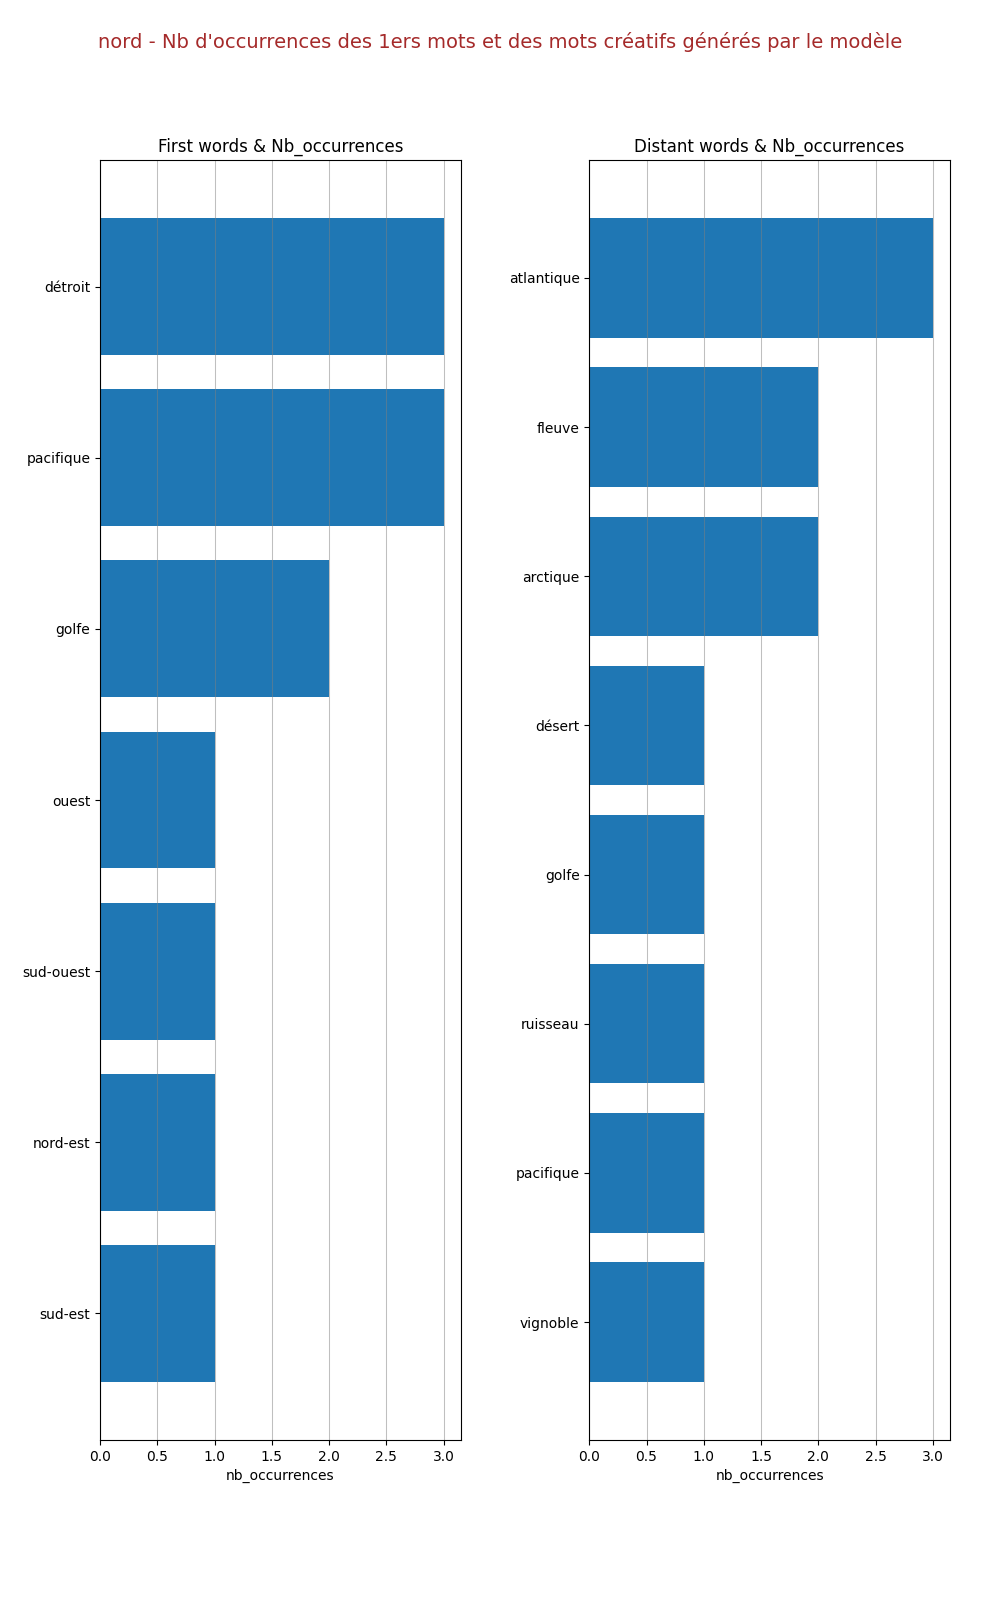 nord - Nb d'occurrences des 1ers mots et des mots créatifs générés par le modèle
First words & Nb_occurrences
détroit
pacifique
golfe
ouest
sud-ouest
nord-est
sud-est
0.0 0.5 1.0 1.5 2.0 2.5 3.0
nb_occurrences
Distant words & Nb_occurrences
atlantique
fleuve
arctique
désert
golfe
ruisseau
pacifique
vignoble
0.0 0.5 1.0 1.5 2.0 2.5 3.0
nb_occurrences